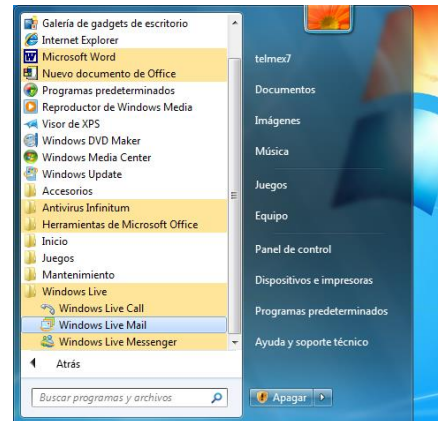 Galería de gadgets de escritorio
Internet Explorer
Microsoft Word
Nuevo documento de Office
Programas predeterminados
Reproductor de Windows Media
Visor de XPS
Windows DVD Maker
Windows Media Center
Windows Update
Accesorios
Antivirus Infinitum
Herramientas de Microsoft Office
Inicio
Juegos
Mantenimiento
Windows Live
Windows Live Call
Windows Live Mail
Windows Live Messenger
Atrás
Buscar programas y archivos
telmex7
Documentos
Imágenes
Música
Juegos
Equipo
Panel de control
Dispositivos e impresoras
Programas predeterminados
Ayuda y soporte técnico
Apagar